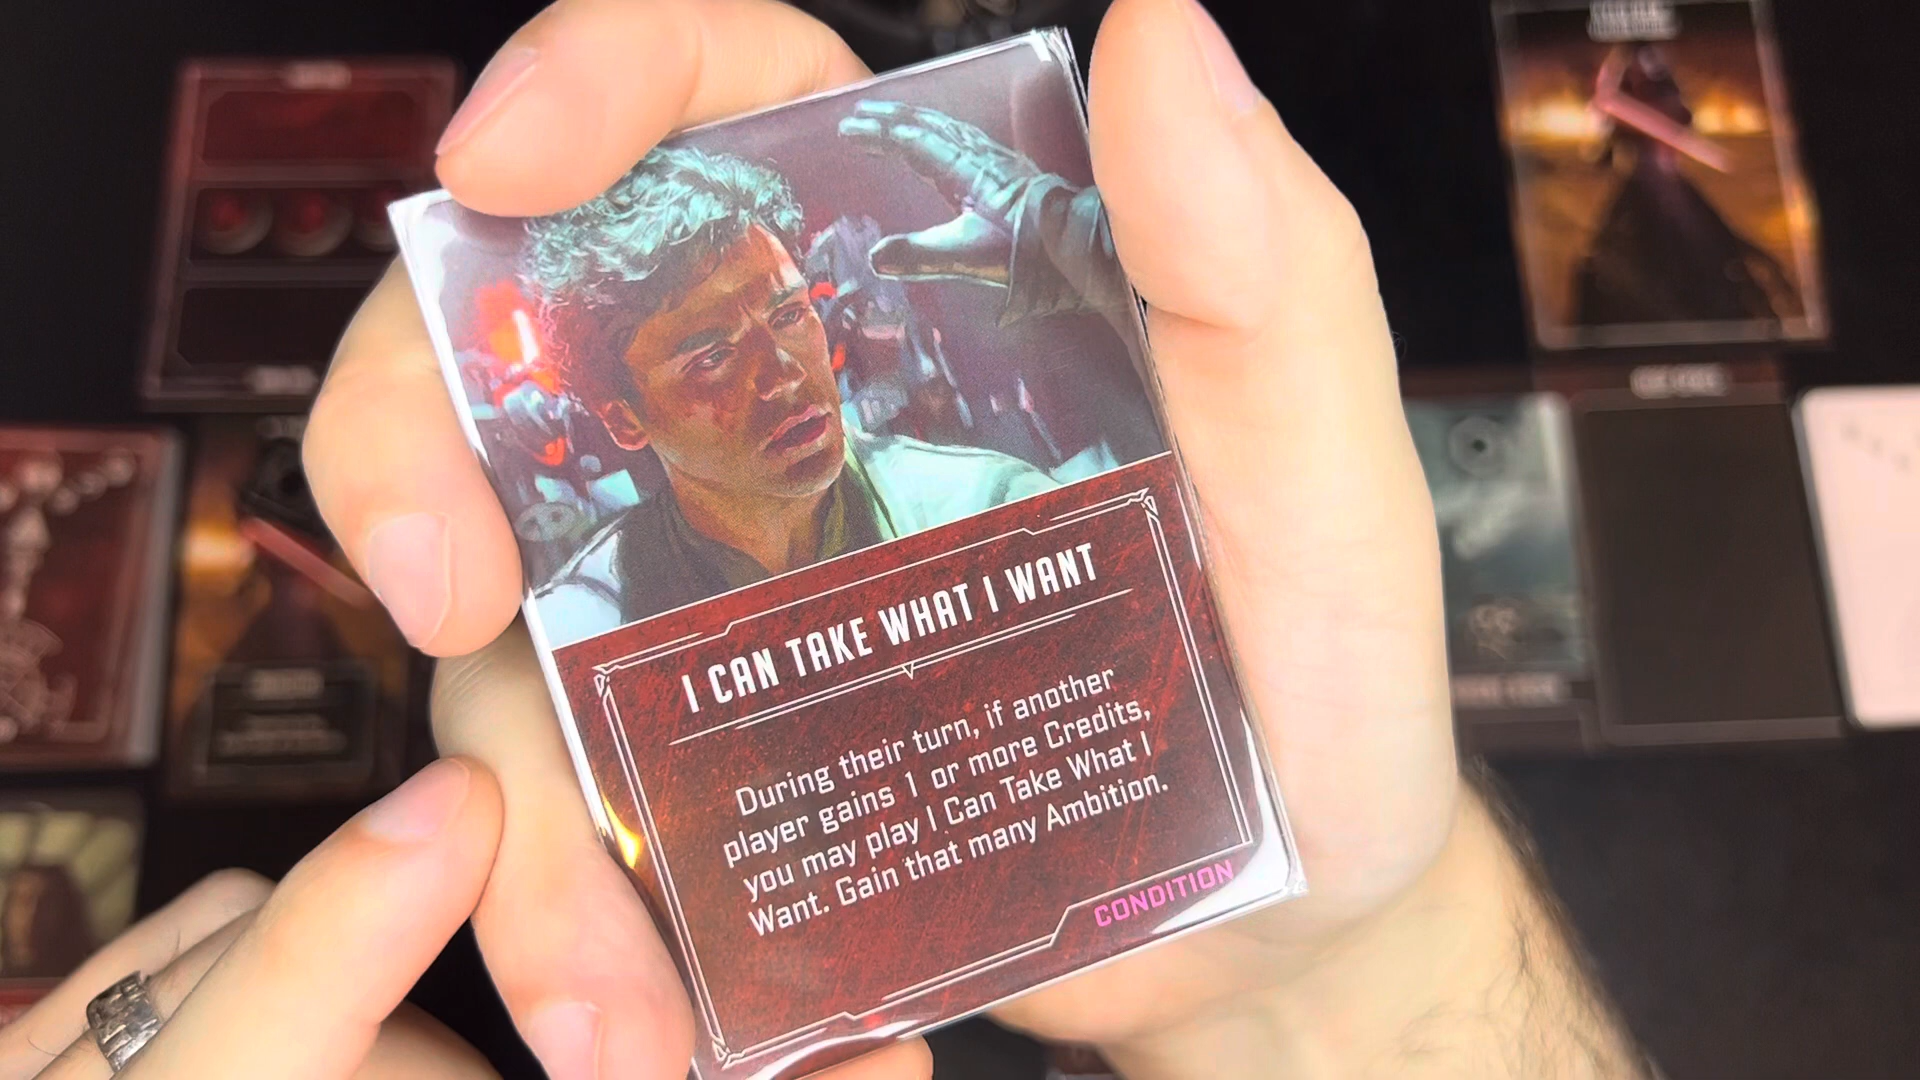 I CAN TAKE WHAT I WANT
During their turn, if another
player gains 1 or more Credits,
you may play I Can Take What I
Want. Gain that many Ambition.
CONDITION